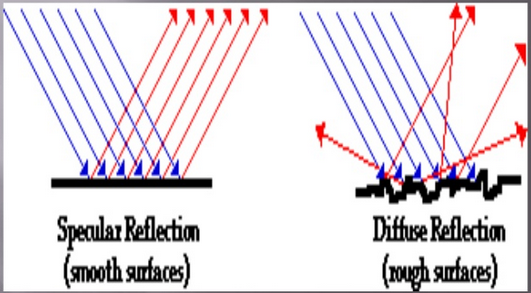 Specular Reflection
(smooth surfaces)
Diffuse Reflection
(rough surfaces)